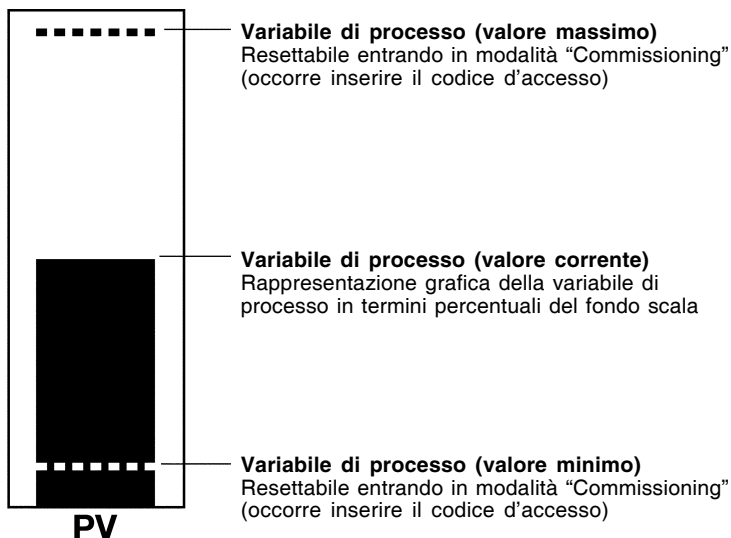 Variabile di processo (valore massimo)
Resettabile entrando in modalità “Commissioning”
(occorre inserire il codice d’accesso)
Variabile di processo (valore corrente)
Rappresentazione grafica della variabile di
processo in termini percentuali del fondo scala
Variabile di processo (valore minimo)
Resettabile entrando in modalità “Commissioning”
(occorre inserire il codice d’accesso)
PV